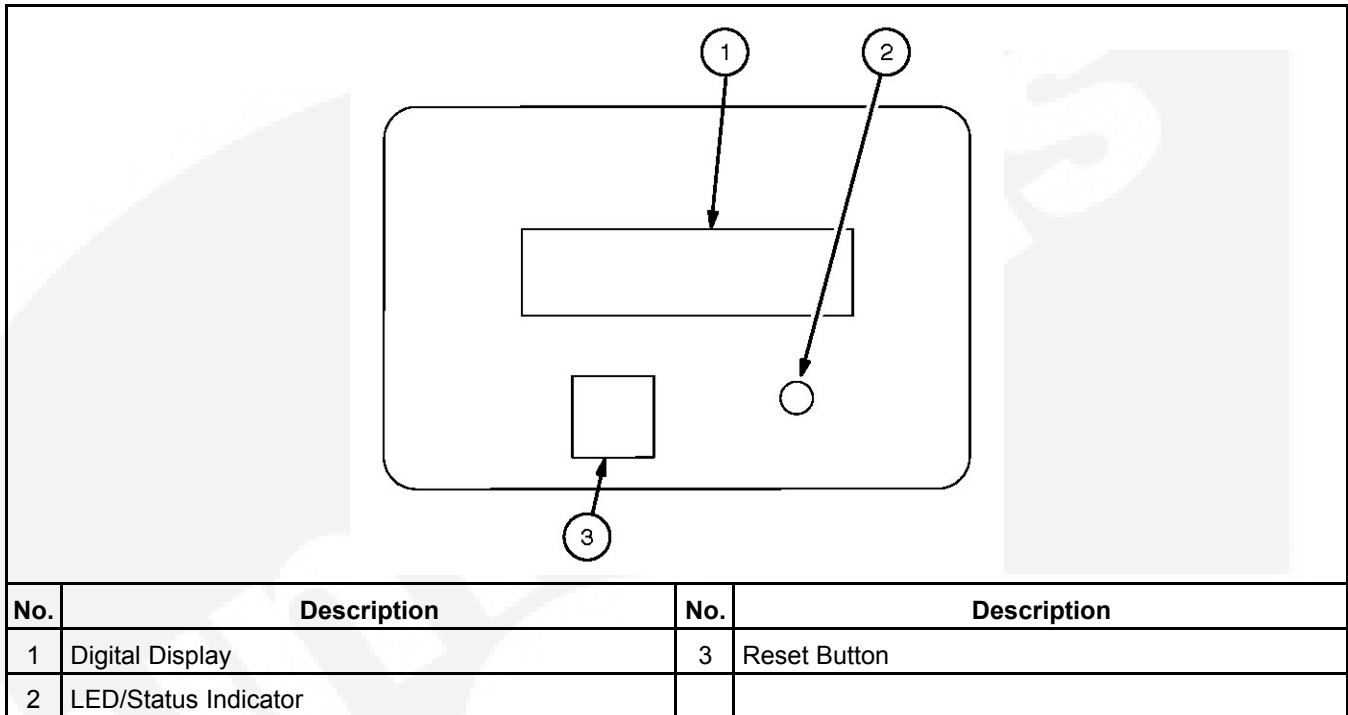 1 2
3
No. Description No. Description
1 Digital Display 3 Reset Button
2 LED/Status Indicator